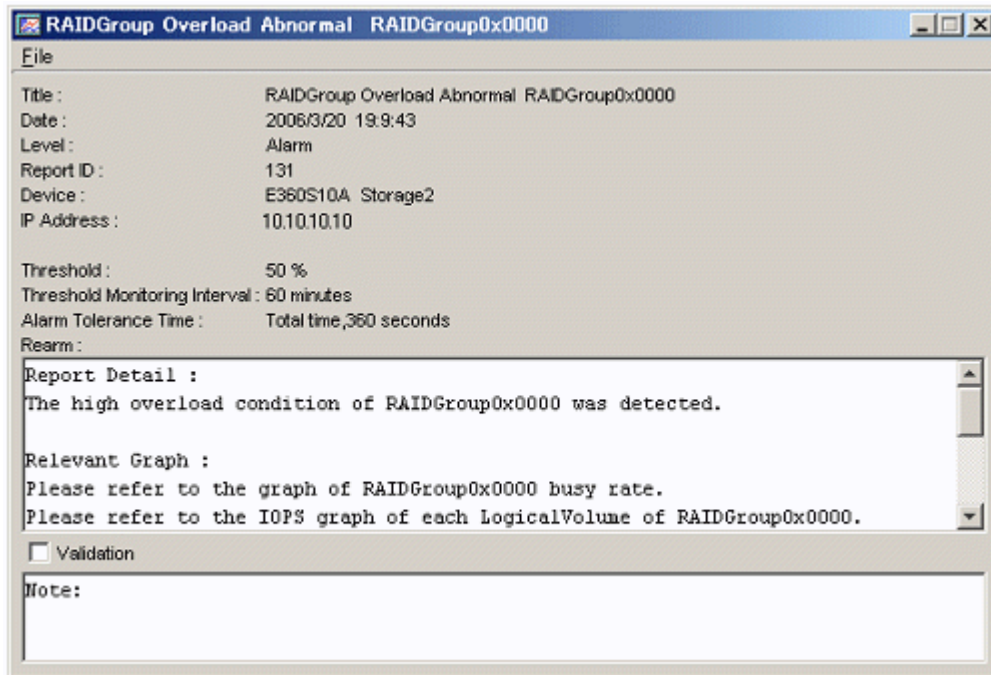 RAIDGroup Overload Abnormal RAIDGroup0x0000
File
Title : RAIDGroup Overload Abnormal RAIDGroup0x0000
Date : 2006/3/20 19:9:43
Level : Alarm
Report ID : 131
Device : E360S10A Storage2
IP Address : 10.10.10.10
Threshold : 50 %
Threshold Monitoring Interval : 60 minutes
Alarm Tolerance Time : Total time,360 seconds
Rearm :
Report Detail :
The high overload condition of RAIDGroup0x0000 was detected.
Relevant Graph :
Please refer to the graph of RAIDGroup0x0000 busy rate.
Please refer to the IOPS graph of each LogicalVolume of RAIDGroup0x0000.
Validation
Note: